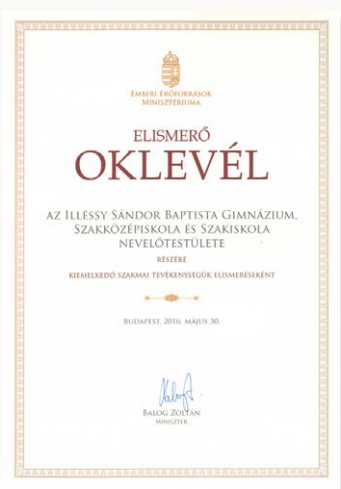 EMBERI ERŐFORRÁSOK
MINISZTÉRIUMA
ELISMERŐ
OKLEVÉL
AZ ILLÉSSY SÁNDOR BAPTISTA GIMNÁZIUM,
SZAKKÖZÉPISKOLA ÉS SZAKISKOLA
NEVELŐTESTÜLETE
RÉSZÉRE
KIEMELKEDŐ SZAKMAI TEVÉKENYSÉGÜK ELISMERÉSEKÉNT
BUDAPEST, 2016. MÁJUS 30.
BALOG ZOLTÁN
MINISZTER